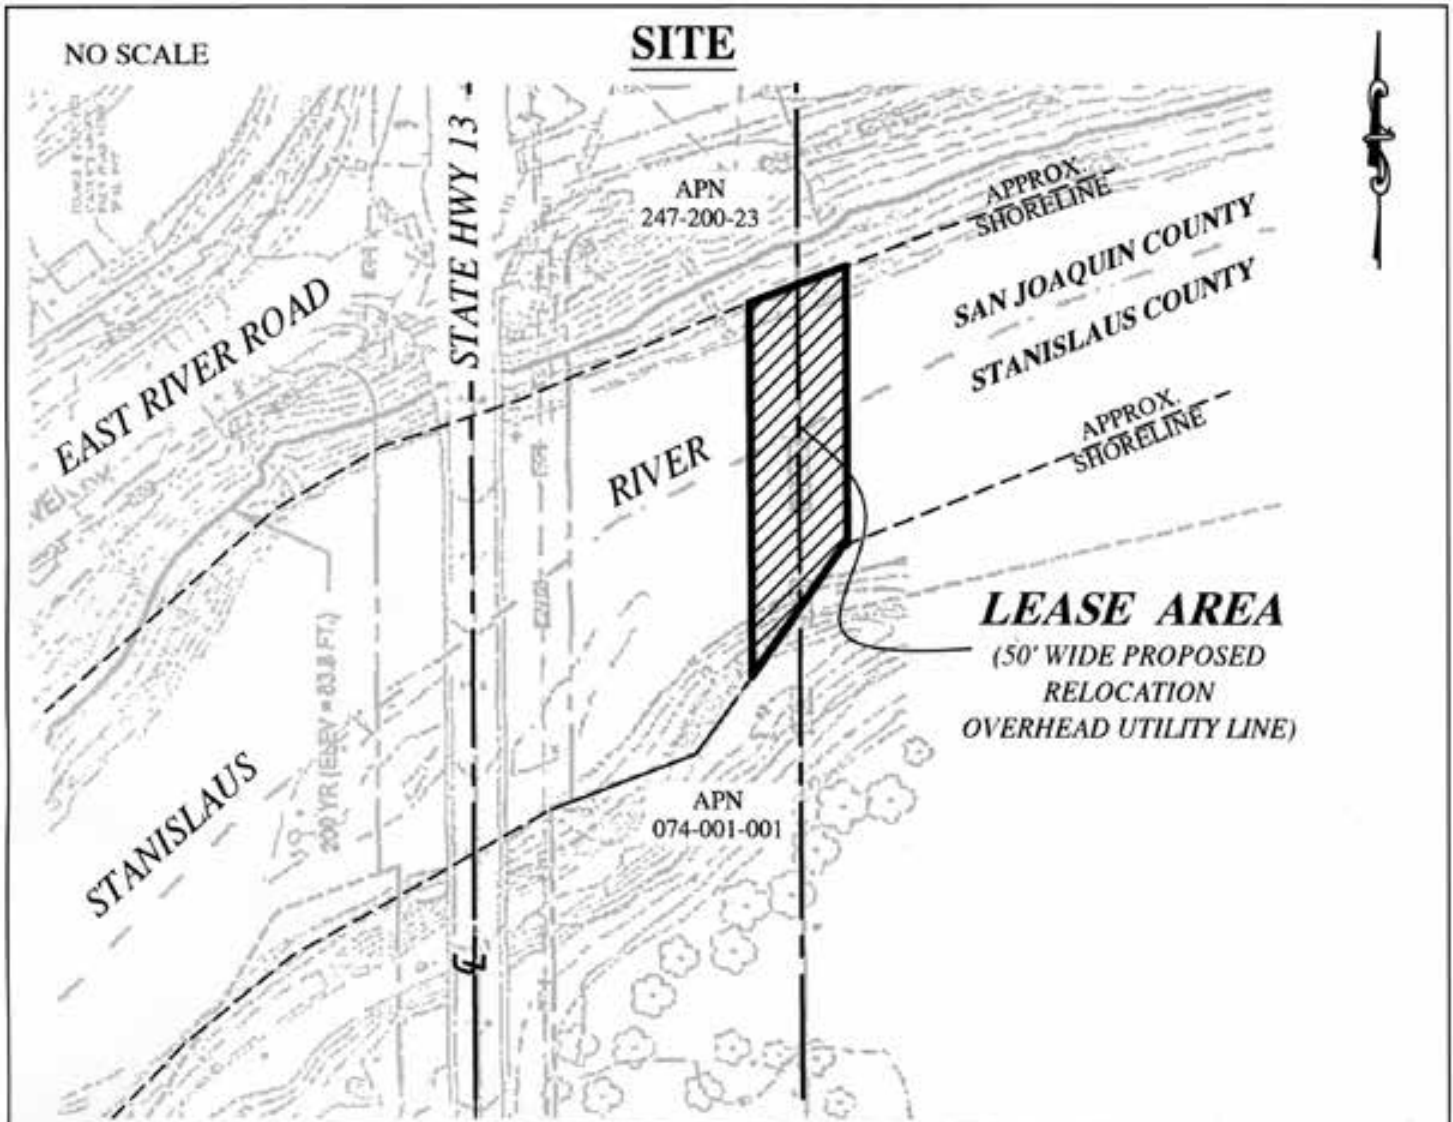 NO SCALE
SITE
STATE HWY 13
APN
247-200-23
APPROX.
SHORELINE
SAN JOAQUIN COUNTY
STANISLAUS COUNTY
EAST RIVER ROAD
RIVER
APPROX.
SHORELINE
LEASE AREA
(50' WIDE PROPOSED
RELOCATION
OVERHEAD UTILITY LINE)
200 YR (ELEV = 83.8 FT.)
STANISLAUS
APN
074-001-001